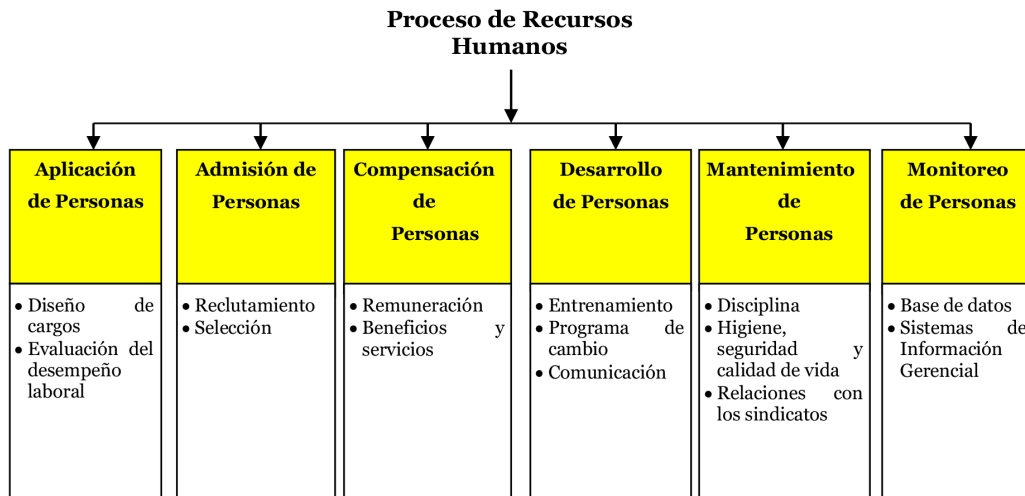 Proceso de Recursos
Humanos
Aplicación
de Personas
Admisión de
Personas
Compensación
de
Personas
Desarrollo
de Personas
Mantenimiento
de
Personas
Monitoreo
de Personas
• Diseño de
cargos
• Evaluación del
desempeño
laboral
• Reclutamiento
• Selección
• Remuneración
• Beneficios y
servicios
• Entrenamiento
• Programa de
cambio
• Comunicación
• Disciplina
• Higiene,
seguridad y
calidad de vida
• Relaciones con
los sindicatos
• Base de datos
• Sistemas de
Información
Gerencial